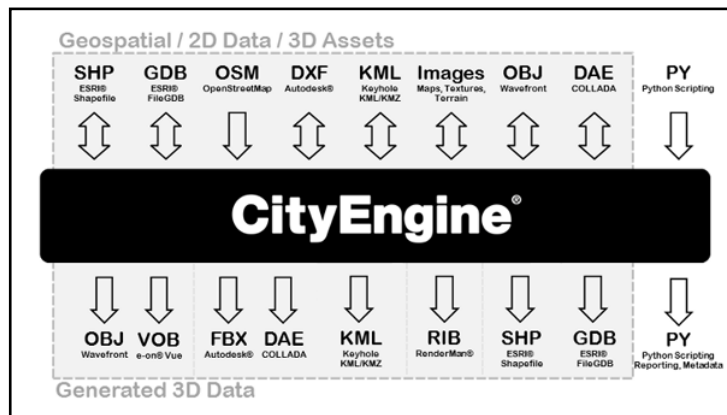 Geospatial / 2D Data / 3D Assets
SHP GDB OSM DXF KML Images OBJ DAE PY
ESRI® Shapefile ESRI® FileGDB OpenStreetMap Autodesk® Keyhole KML/KMZ Maps, Textures, Terrain Wavefront COLLADA Python Scripting
CityEngine®
OBJ VOB FBX DAE KML RIB SHP GDB PY
Wavefront e-on® Vue Autodesk® COLLADA Keyhole KML/KMZ RenderMan® ESRI® Shapefile ESRI® FileGDB Python Scripting Reporting, Metadata
Generated 3D Data